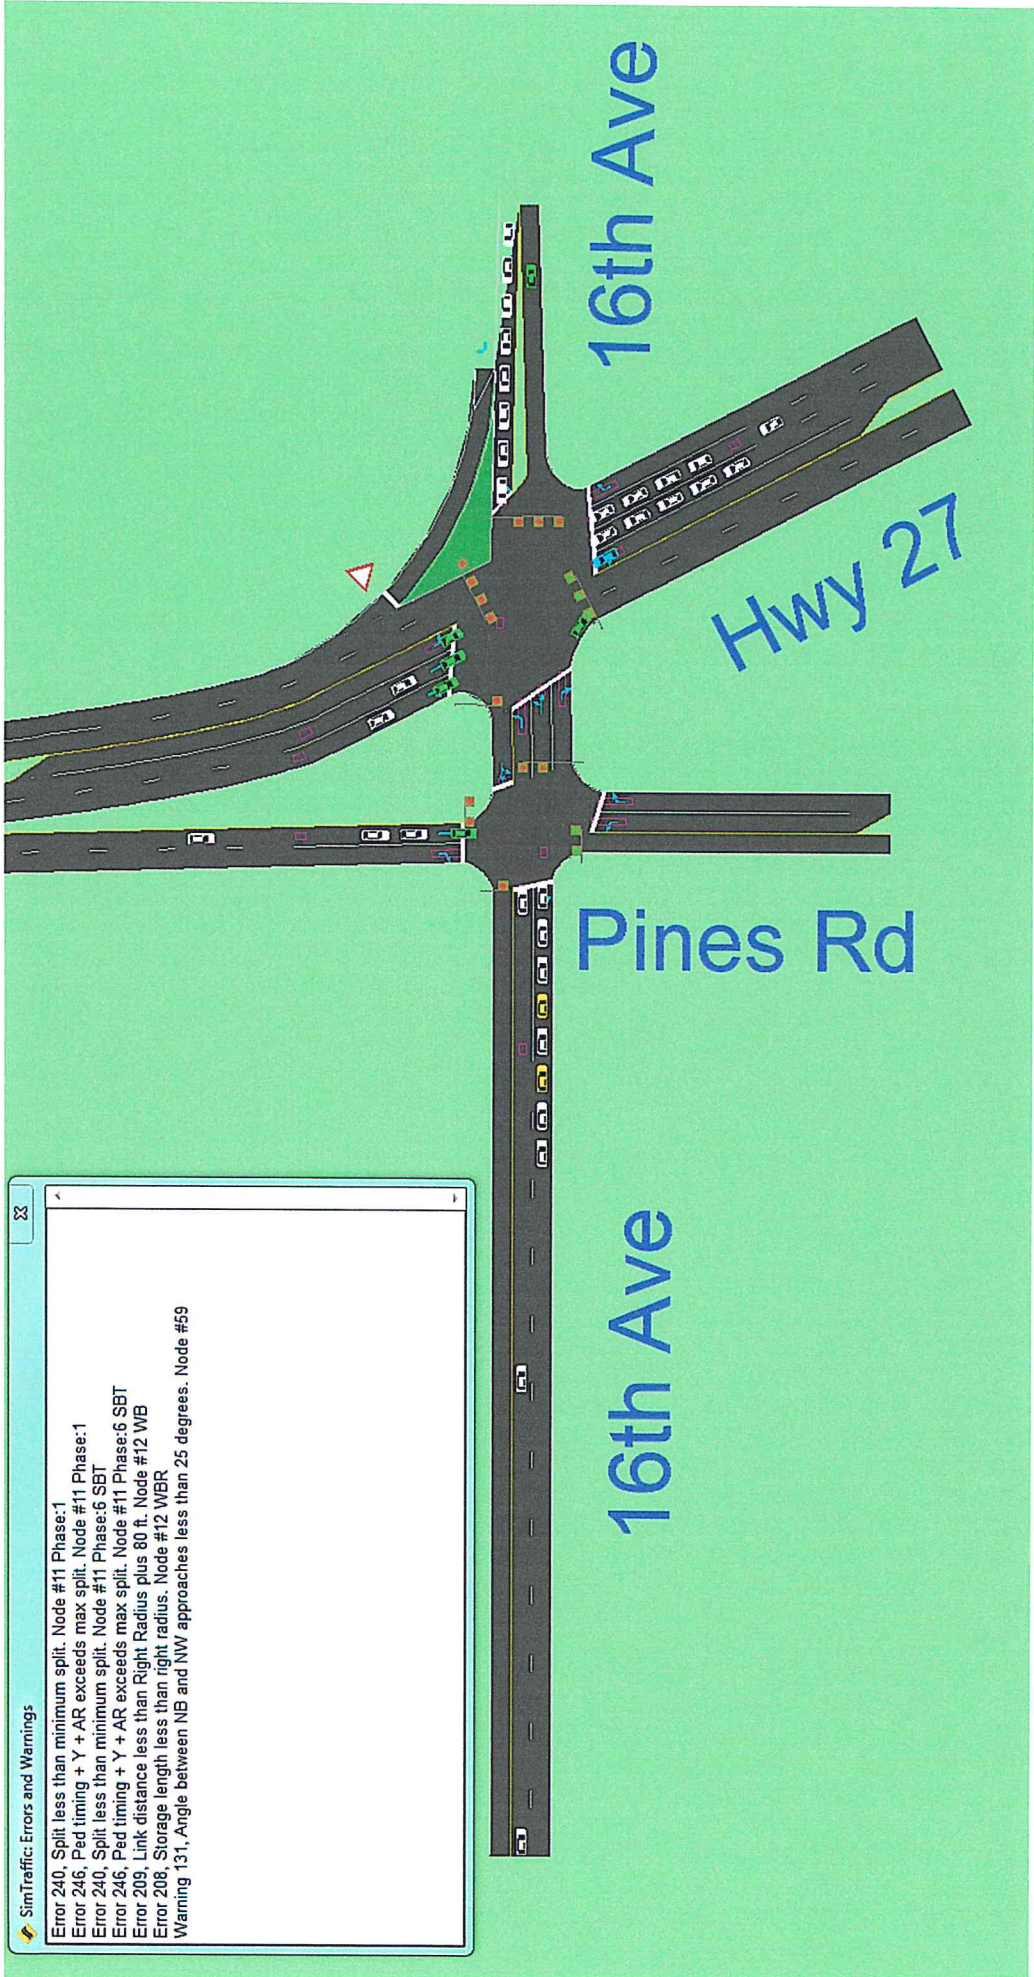 SimTraffic: Errors and Warnings
Error 240, Split less than minimum split. Node #11 Phase:1
Error 246, Ped timing + Y + AR exceeds max split. Node #11 Phase:1
Error 240, Split less than minimum split. Node #11 Phase:6 SBT
Error 246, Ped timing + Y + AR exceeds max split. Node #11 Phase:6 SBT
Error 209, Link distance less than Right Radius plus 80 ft. Node #12 WB
Error 208, Storage length less than right radius. Node #12 WBR
Warning 131, Angle between NB and NW approaches less than 25 degrees. Node #59
16th Ave
Pines Rd
Hwy 27
16th Ave